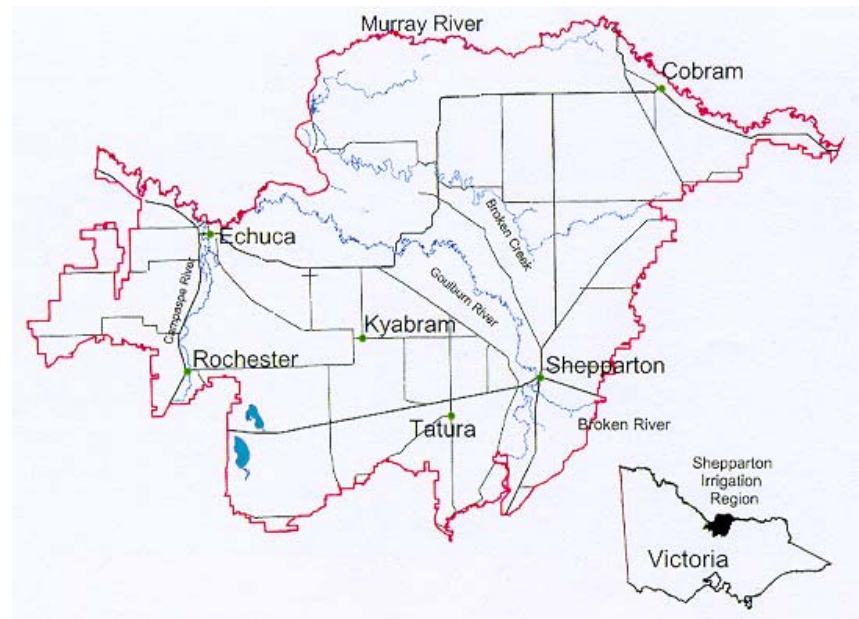 Murray River
Cobram
Echuca
Broken Creek
Campaspe River
Goulburn River
Kyabram
Rochester
Shepparton
Tatura
Broken River
Shepparton
Irrigation
Region
Victoria